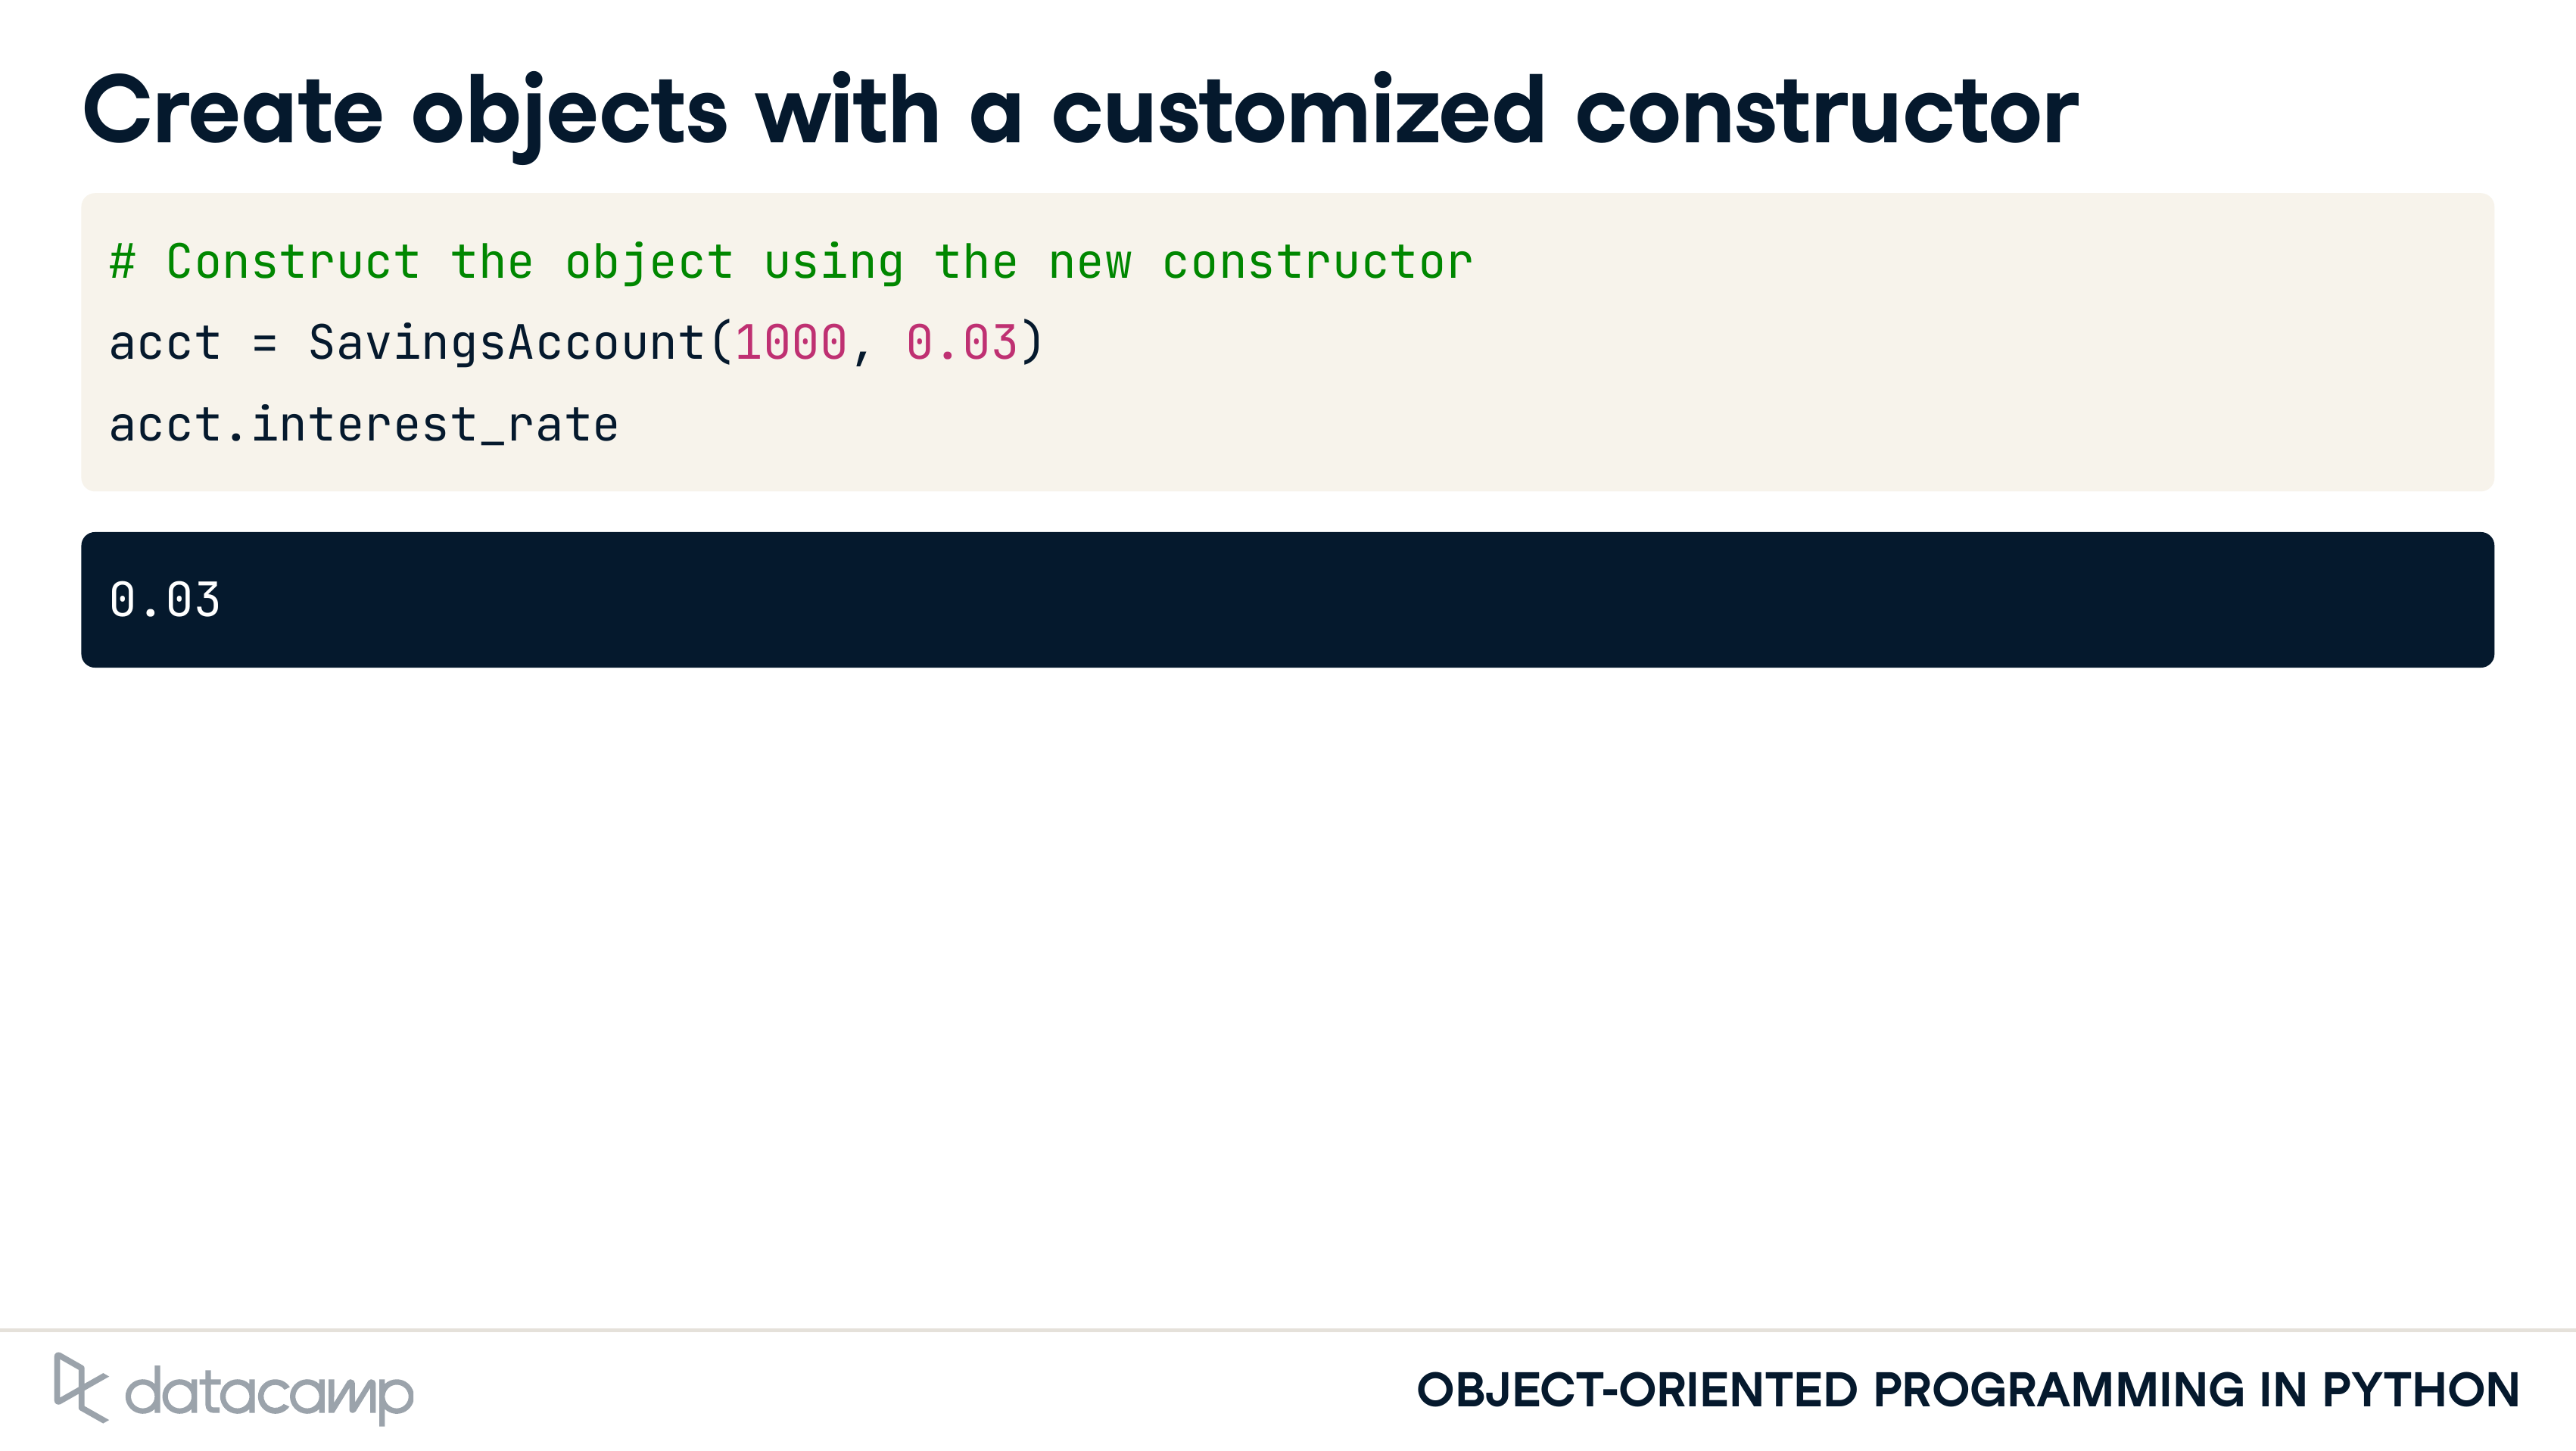 Create objects with a customized constructor
# Construct the object using the new constructor
acct = SavingsAccount(1000, 0.03)
acct.interest_rate
0.03
datacamp
OBJECT-ORIENTED PROGRAMMING IN PYTHON